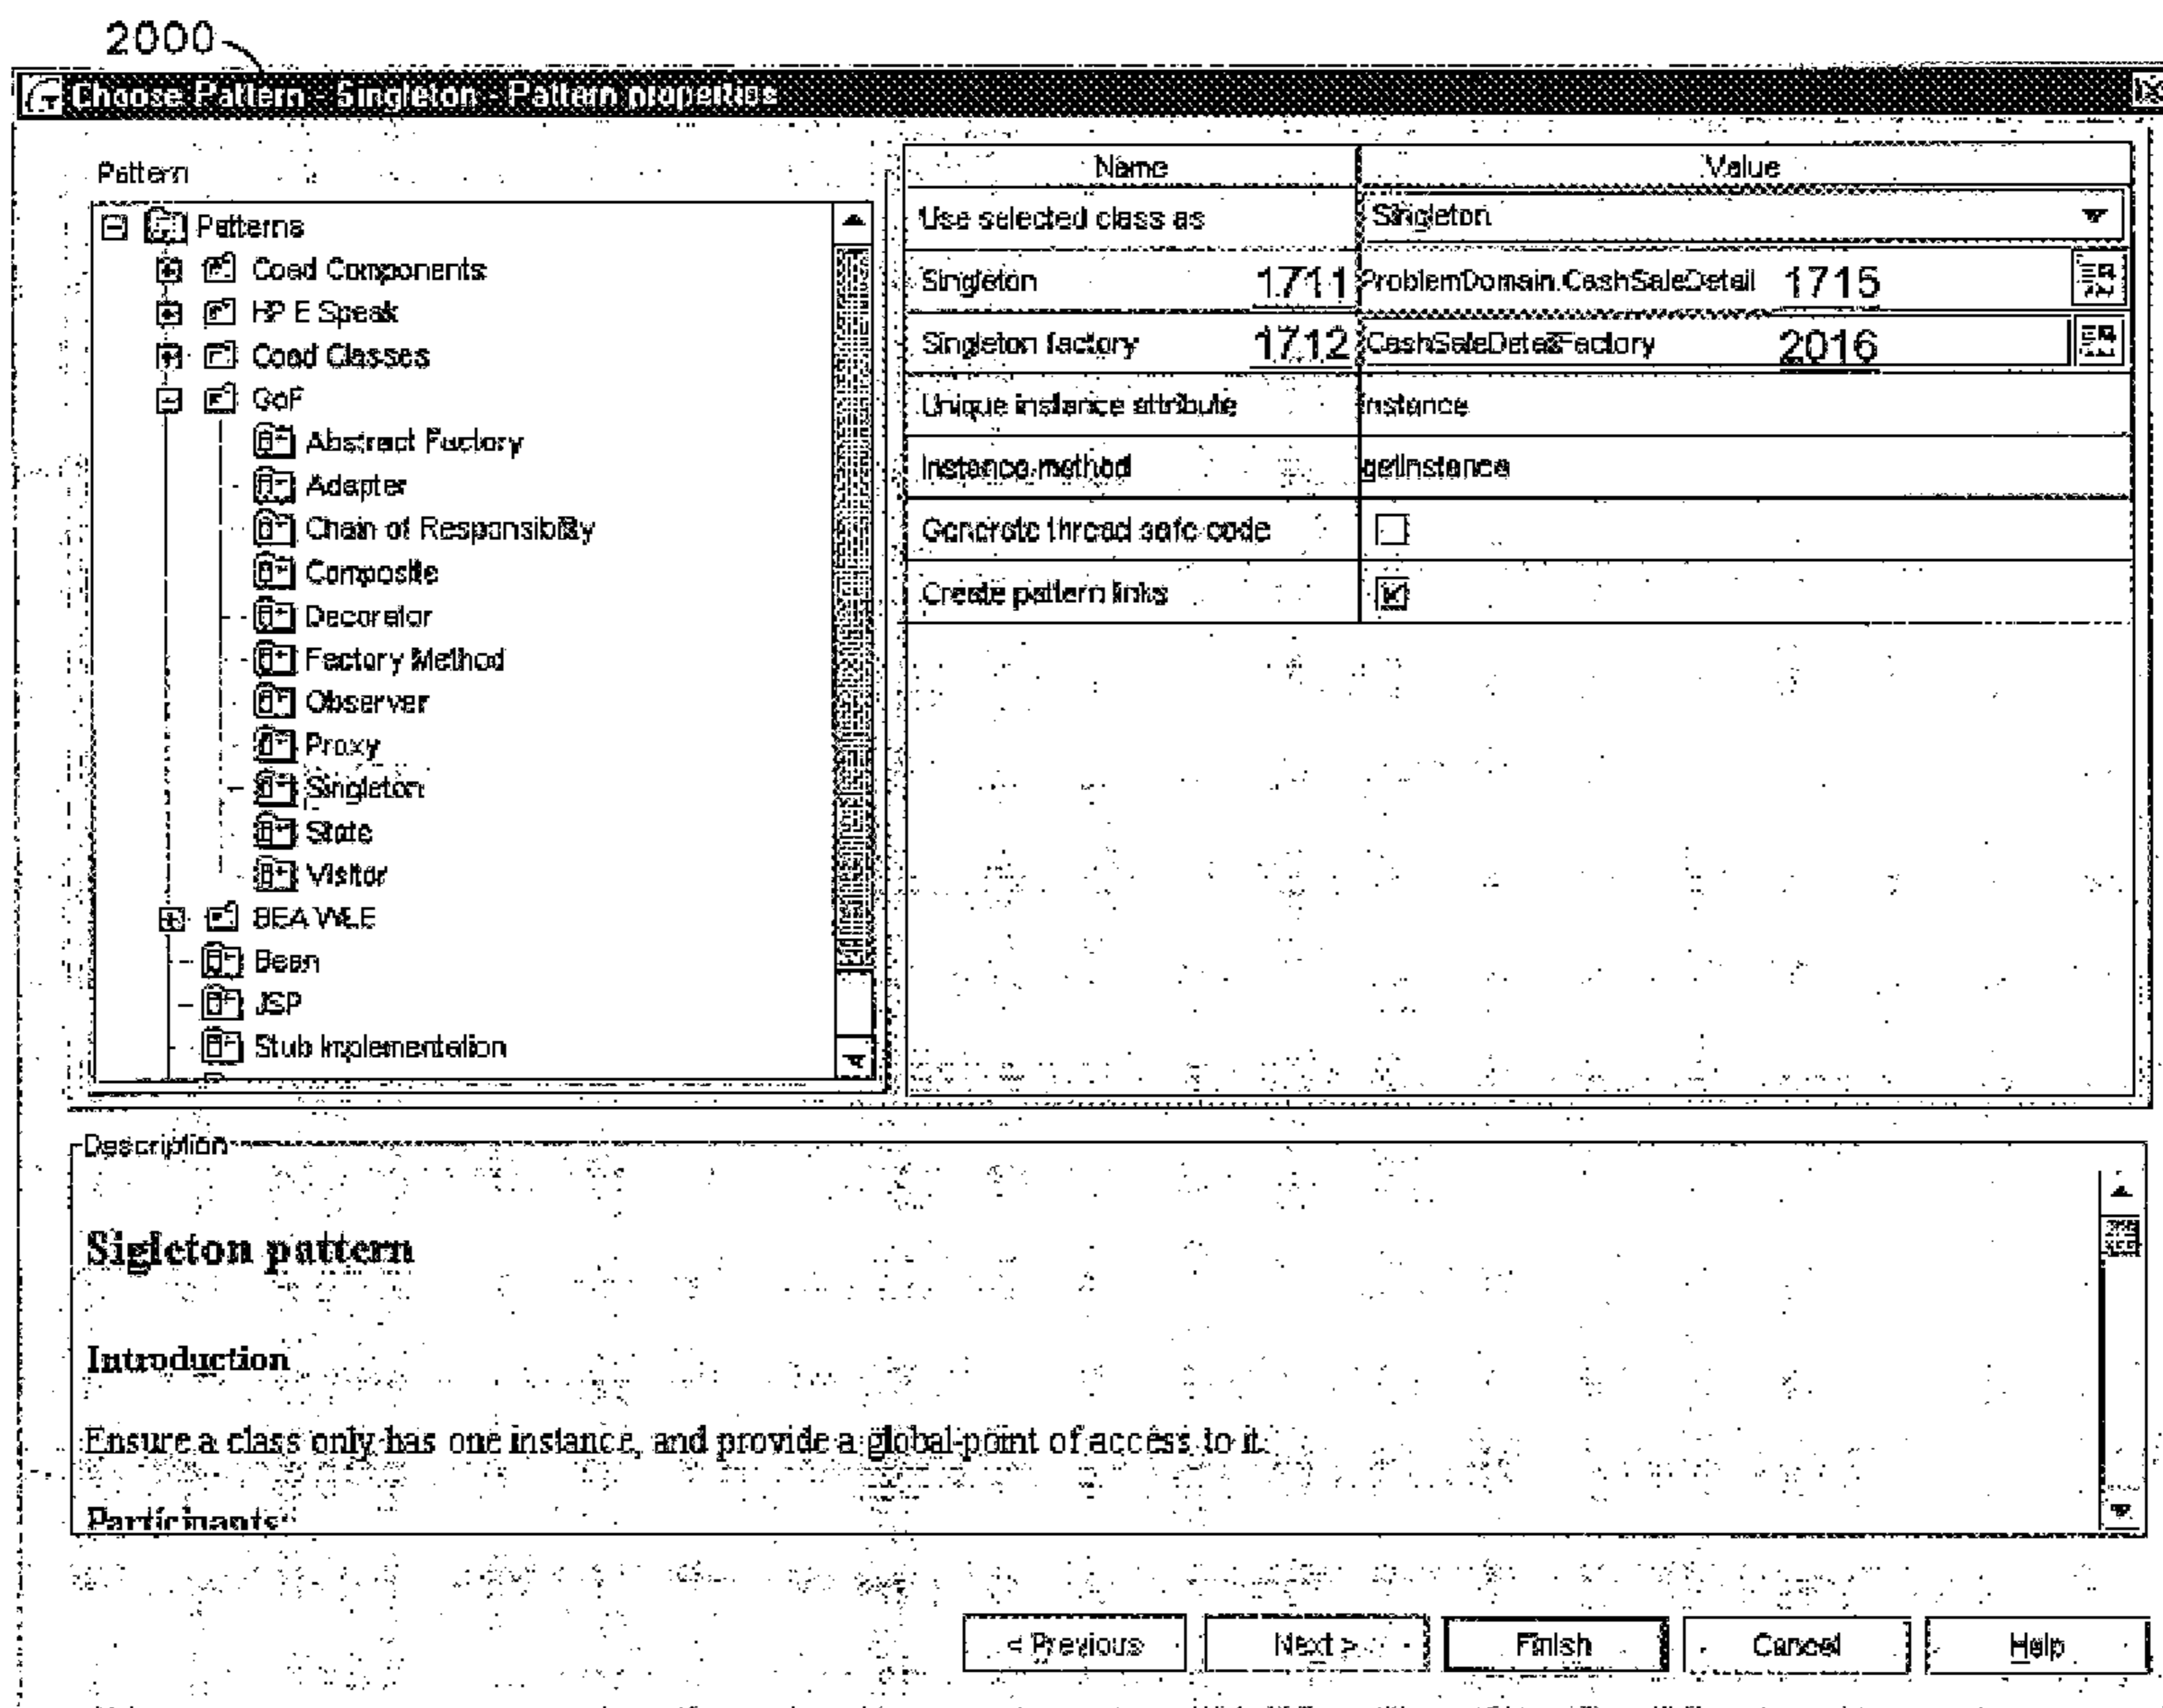 2000
Choose Pattern - Singleton - Pattern properties
Pattern
Patterns
Coad Components
HP E Speak
Coad Classes
GoF
Abstract Factory
Adapter
Chain of Responsibility
Composite
Decorator
Factory Method
Observer
Proxy
Singleton
State
Visitor
BEA WLE
Bean
JSP
Stub Implementation
Name Value
Use selected class as Singleton
Singleton 1711 ProblemDomain.CashSaleDetail 1715
Singleton factory 1712 CashSaleDetailFactory 2016
Unique instance attribute instance
Instance method getInstance
Generate thread safe code
Create pattern links
Description
Sigleton pattern
Introduction
Ensure a class only has one instance, and provide a global point of access to it.
Participants
< Previous Next > Finish Cancel Help